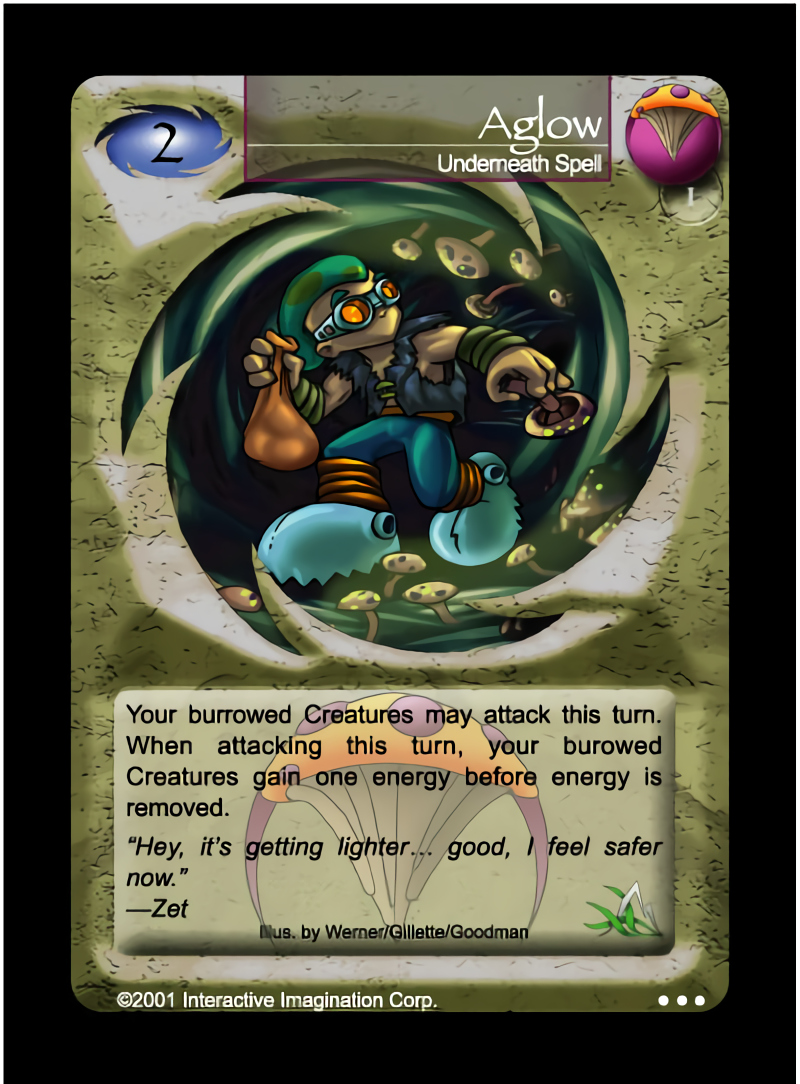 2
Aglow
Underneath Spell
I
Your burrowed Creatures may attack this turn.
When attacking this turn, your burowed
Creatures gain one energy before energy is
removed.
"Hey, it's getting lighter... good, I feel safer
now."
—Zet
Illus. by Werner/Gillette/Goodman
©2001 Interactive Imagination Corp.